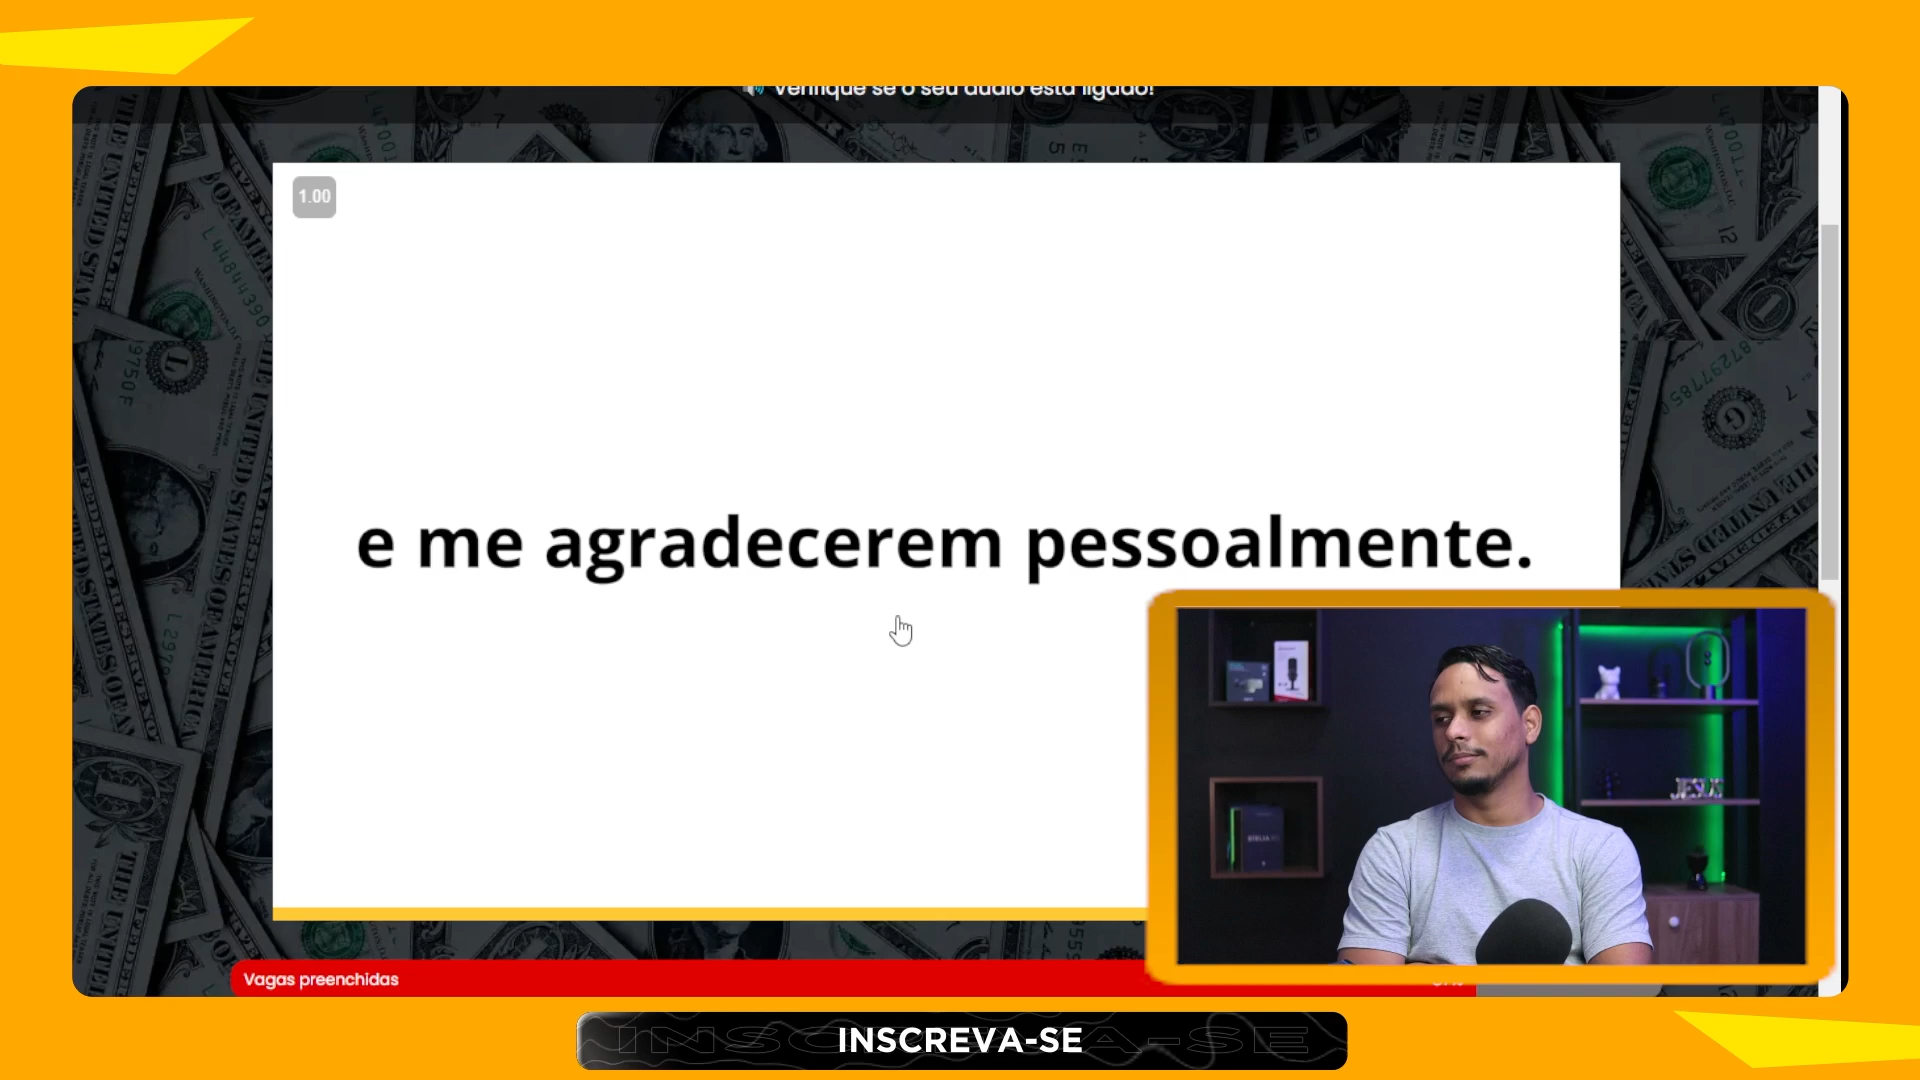 Verifique se o seu áudio está ligado!
1.00
e me agradecerem pessoalmente.
Vagas preenchidas
INSCREVA-SE